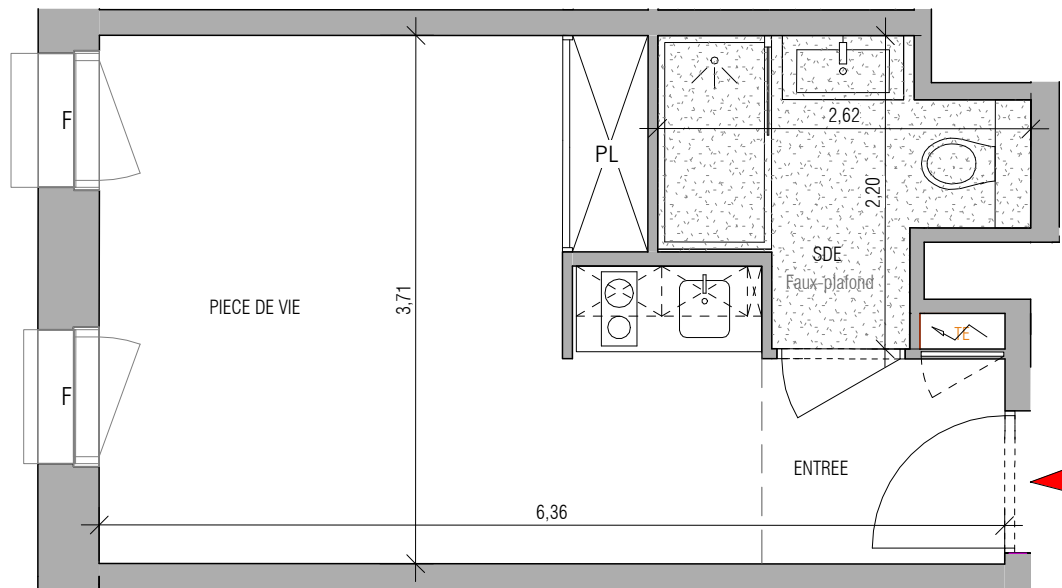 F
PL
2,62
2,20
SDE
Faux-plafond
PIECE DE VIE
3,71
TE
F
ENTREE
6,36